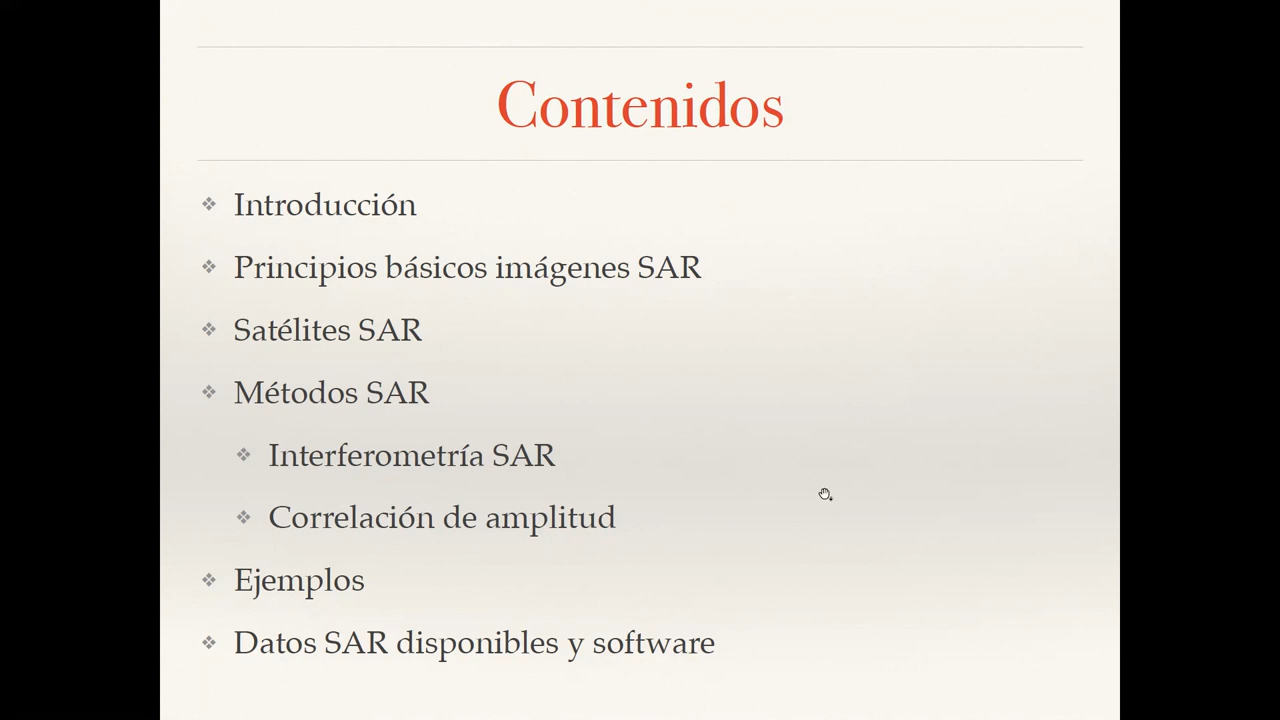 Contenidos
Introducción
Principios básicos imágenes SAR
Satélites SAR
Métodos SAR
Interferometría SAR
Correlación de amplitud
Ejemplos
Datos SAR disponibles y software